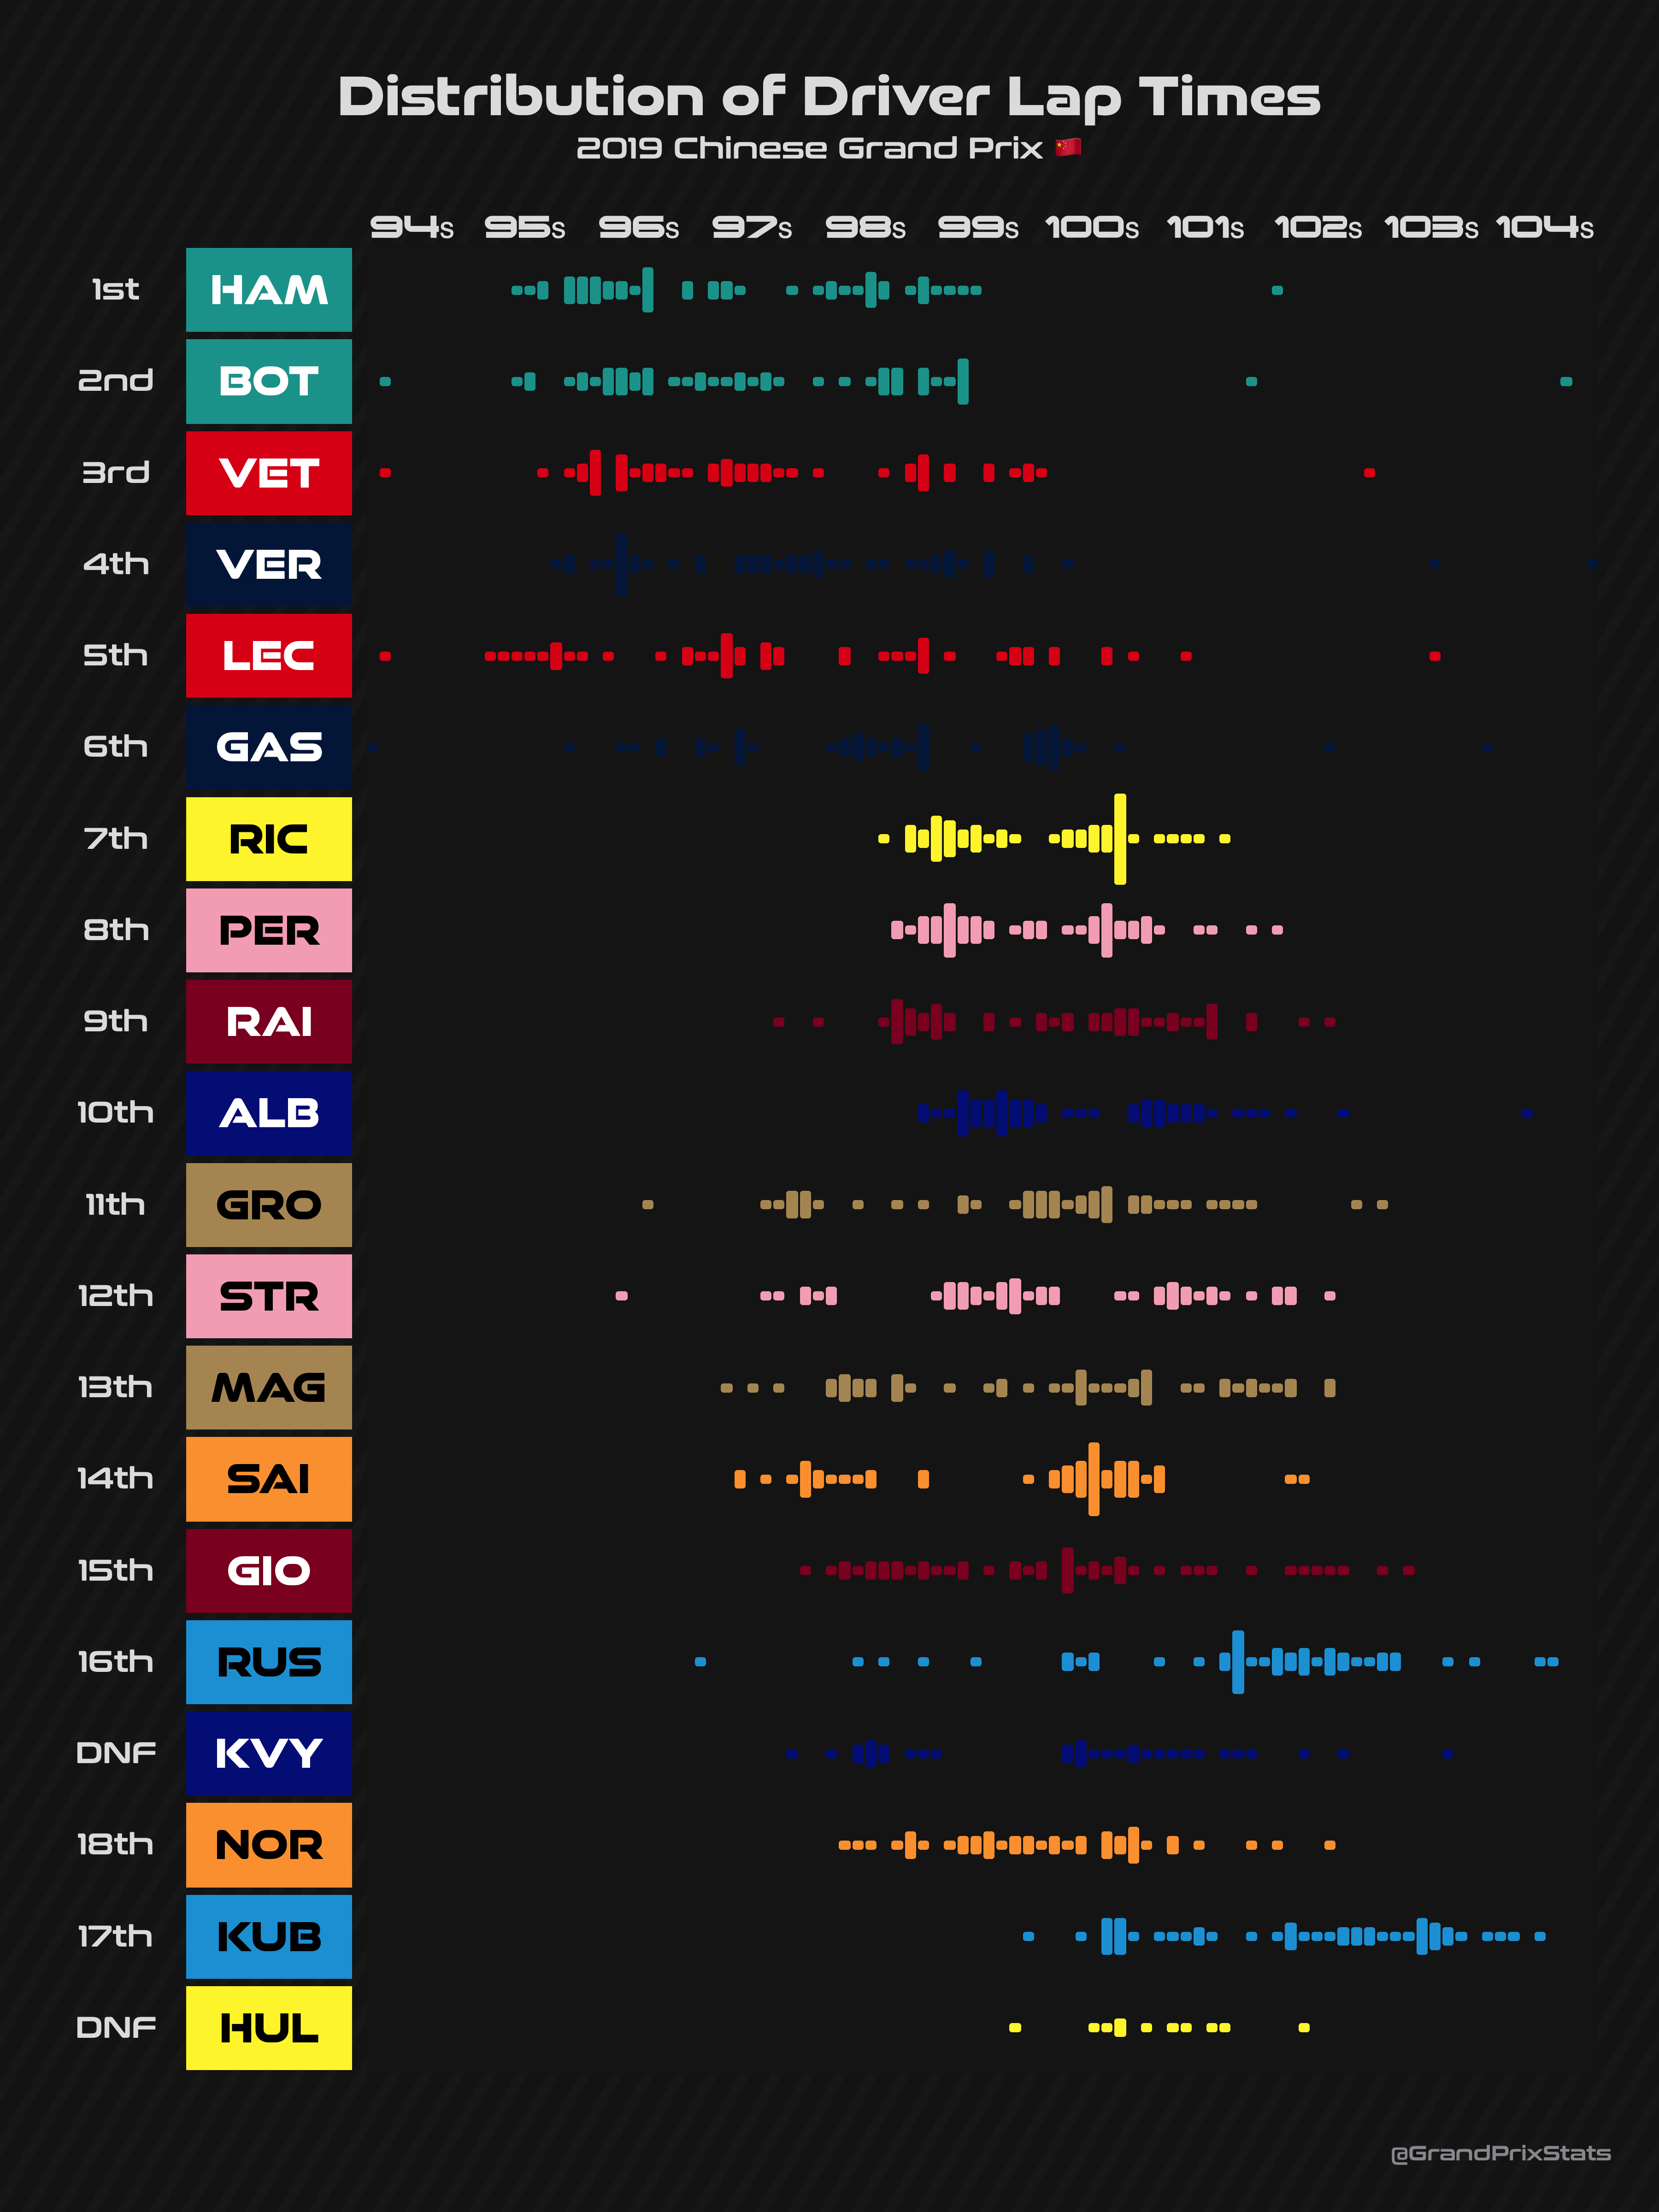 Distribution of Driver Lap Times
2019 Chinese Grand Prix 🇨🇳
94s 95s 96s 97s 98s 99s 100s 101s 102s 103s 104s
1st HAM
2nd BOT
3rd VET
4th VER
5th LEC
6th GAS
7th RIC
8th PER
9th RAI
10th ALB
11th GRO
12th STR
13th MAG
14th SAI
15th GIO
16th RUS
DNF KVY
18th NOR
17th KUB
DNF HUL
@GrandPrixStats